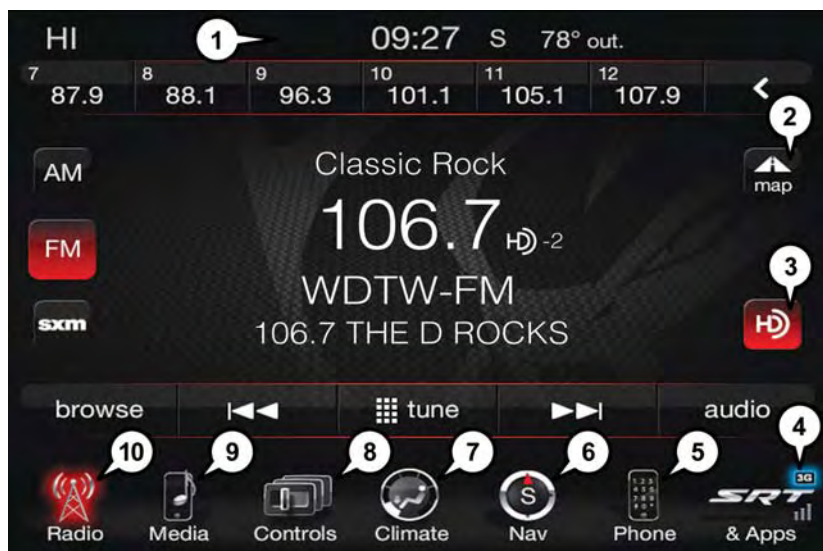 HI 1 09:27 S 78° out.
7 8 9 10 11 12
87.9 88.1 96.3 101.1 105.1 107.9
2
AM Classic Rock map
106.7 HD -2
FM 3
WDTW-FM HD
sxm 106.7 THE D ROCKS
browse tune audio
10 9 8 7 6 5 4
S 3G
SRT
Radio Media Controls Climate Nav Phone & Apps